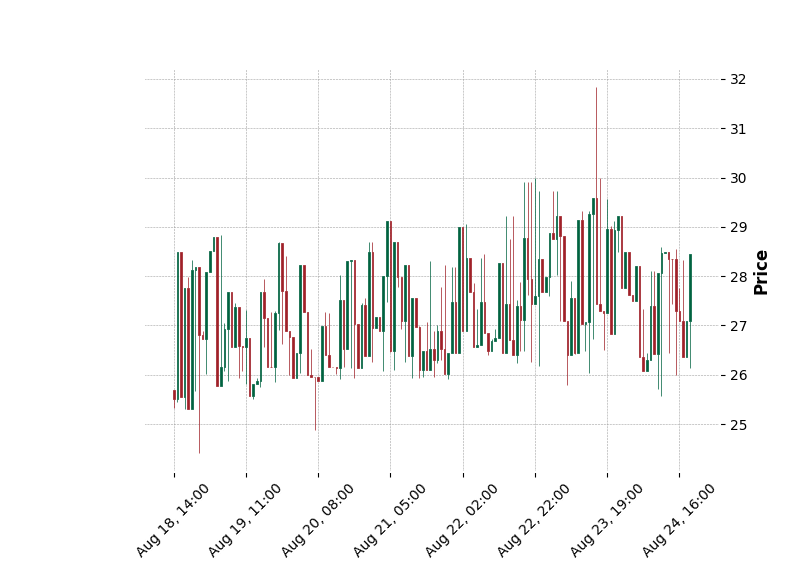 32
31
30
29
28
27
26
25
Price
Aug 18, 14:00
Aug 19, 11:00
Aug 20, 08:00
Aug 21, 05:00
Aug 22, 02:00
Aug 22, 22:00
Aug 23, 19:00
Aug 24, 16:00